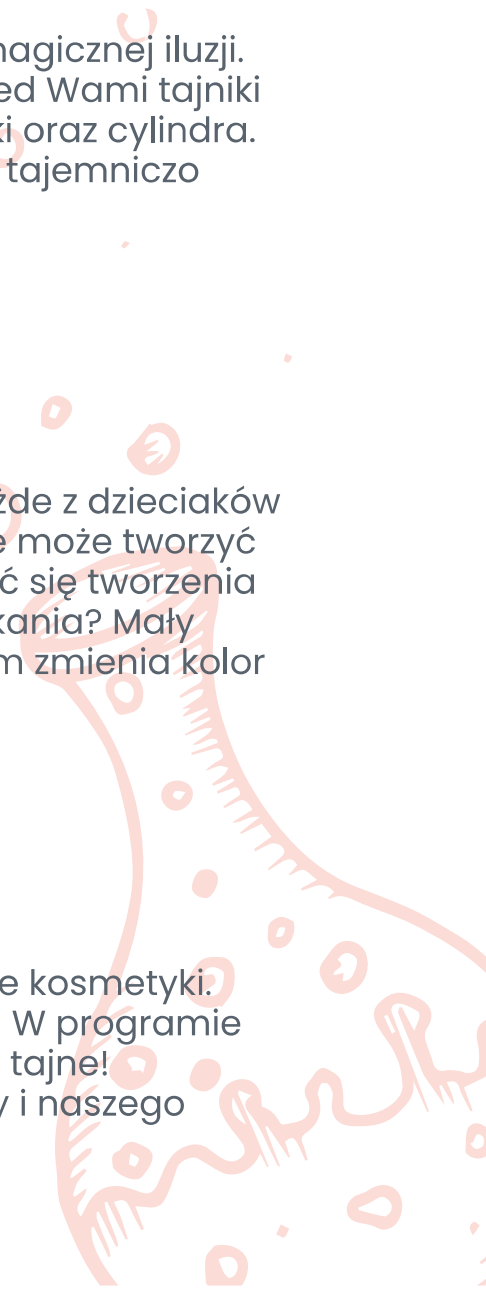 nagicznej iluzji.
ed Wami tajniki
ki oraz cylindra.
tajemniczo
żde z dzieciaków
e może tworzyć
ć się tworzenia
kania? Mały
m zmienia kolor
e kosmetyki.
W programie
tajne!
y i naszego